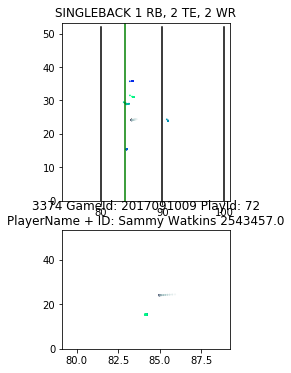 SINGLEBACK 1 RB, 2 TE, 2 WR
50
40
30
20
10
0
80 90 100
3374 GameId: 2017091009 PlayId: 72
PlayerName + ID: Sammy Watkins 2543457.0
40
20
0
80.0 82.5 85.0 87.5